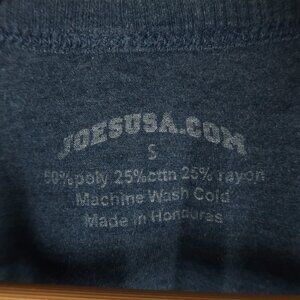 JOESUSA.COM
S
50%poly 25%cttn 25% rayon
Machine Wash Cold
Made in Honduras